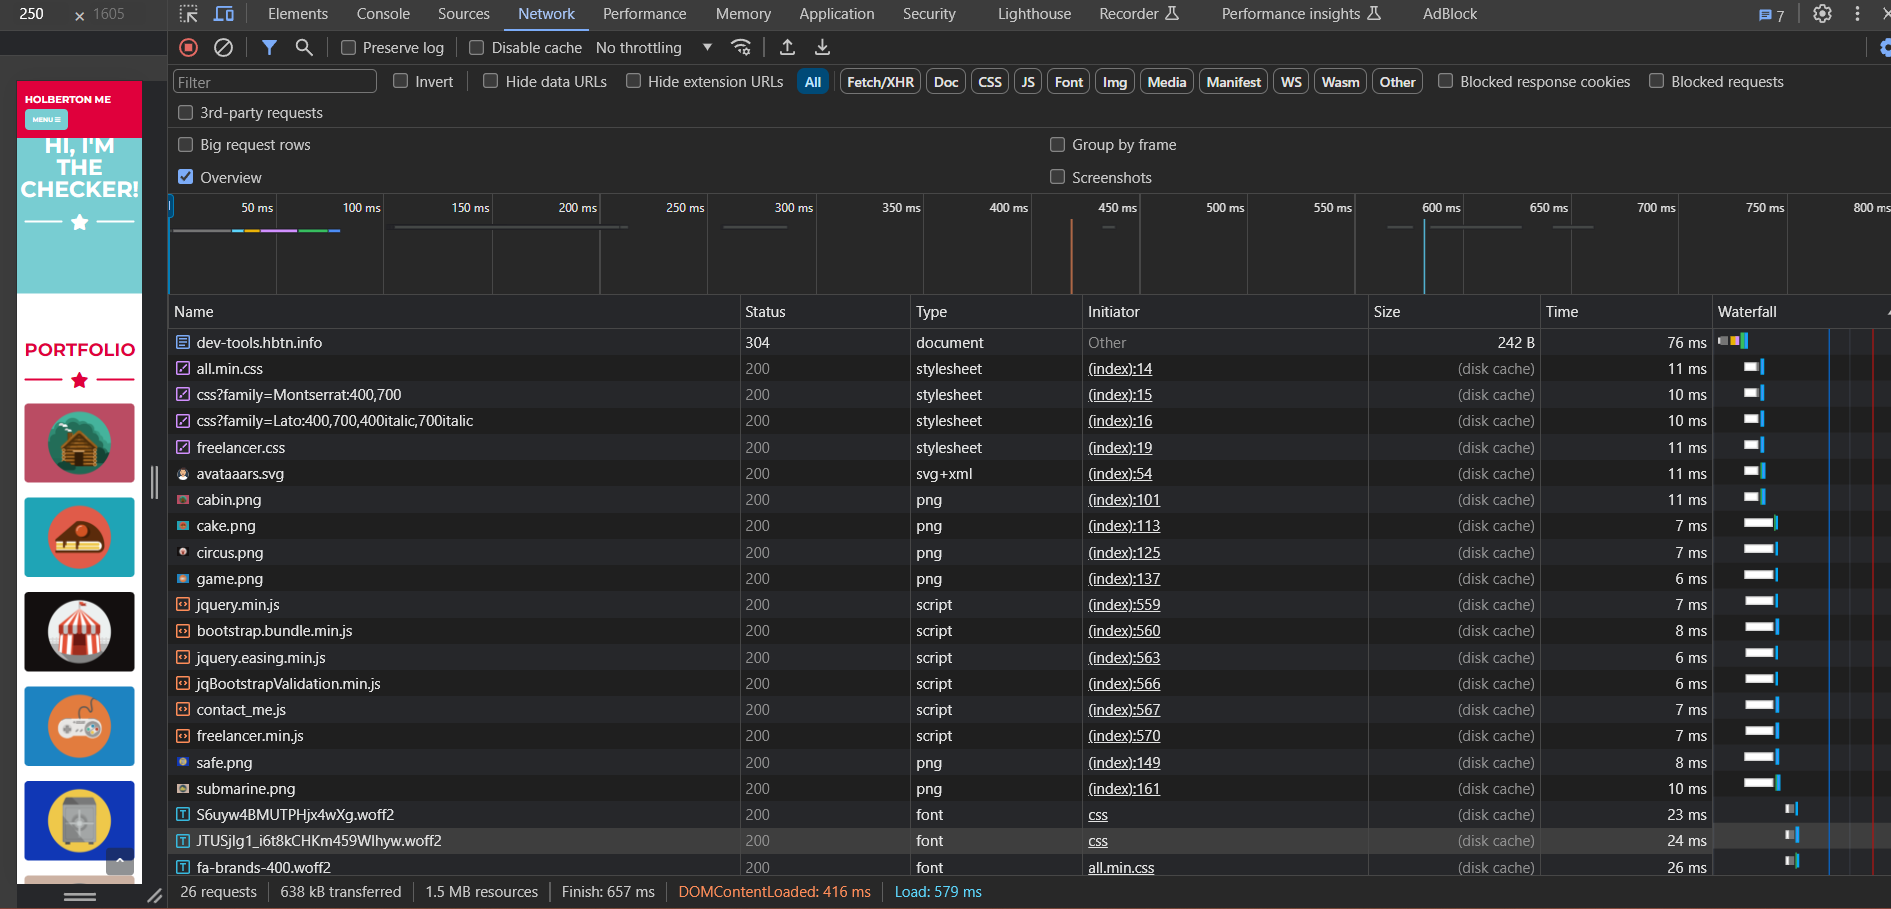 250 × 1605 Elements Console Sources Network Performance Memory Application Security Lighthouse Recorder Performance insights AdBlock 7
Preserve log Disable cache No throttling
Filter Invert Hide data URLs Hide extension URLs All Fetch/XHR Doc CSS JS Font Img Media Manifest WS Wasm Other Blocked response cookies Blocked requests
3rd-party requests
Big request rows Group by frame
Overview Screenshots
50 ms 100 ms 150 ms 200 ms 250 ms 300 ms 350 ms 400 ms 450 ms 500 ms 550 ms 600 ms 650 ms 700 ms 750 ms 800 ms
HOLBERTON ME
MENU
HI, I'M
THE
CHECKER!
PORTFOLIO
Name Status Type Initiator Size Time Waterfall
dev-tools.hbtn.info 304 document Other 242 B 76 ms
all.min.css 200 stylesheet (index):14 (disk cache) 11 ms
css?family=Montserrat:400,700 200 stylesheet (index):15 (disk cache) 10 ms
css?family=Lato:400,700,400italic,700italic 200 stylesheet (index):16 (disk cache) 10 ms
freelancer.css 200 stylesheet (index):19 (disk cache) 11 ms
avataaars.svg 200 svg+xml (index):54 (disk cache) 11 ms
cabin.png 200 png (index):101 (disk cache) 11 ms
cake.png 200 png (index):113 (disk cache) 7 ms
circus.png 200 png (index):125 (disk cache) 7 ms
game.png 200 png (index):137 (disk cache) 6 ms
jquery.min.js 200 script (index):559 (disk cache) 7 ms
bootstrap.bundle.min.js 200 script (index):560 (disk cache) 8 ms
jquery.easing.min.js 200 script (index):563 (disk cache) 6 ms
jqBootstrapValidation.min.js 200 script (index):566 (disk cache) 6 ms
contact_me.js 200 script (index):567 (disk cache) 7 ms
freelancer.min.js 200 script (index):570 (disk cache) 7 ms
safe.png 200 png (index):149 (disk cache) 8 ms
submarine.png 200 png (index):161 (disk cache) 10 ms
S6uyw4BMUTPHjx4wXg.woff2 200 font css (disk cache) 23 ms
JTUSjIg1_i6t8kCHKm459Wlhyw.woff2 200 font css (disk cache) 24 ms
fa-brands-400.woff2 200 font all.min.css (disk cache) 26 ms
26 requests 638 kB transferred 1.5 MB resources Finish: 657 ms DOMContentLoaded: 416 ms Load: 579 ms